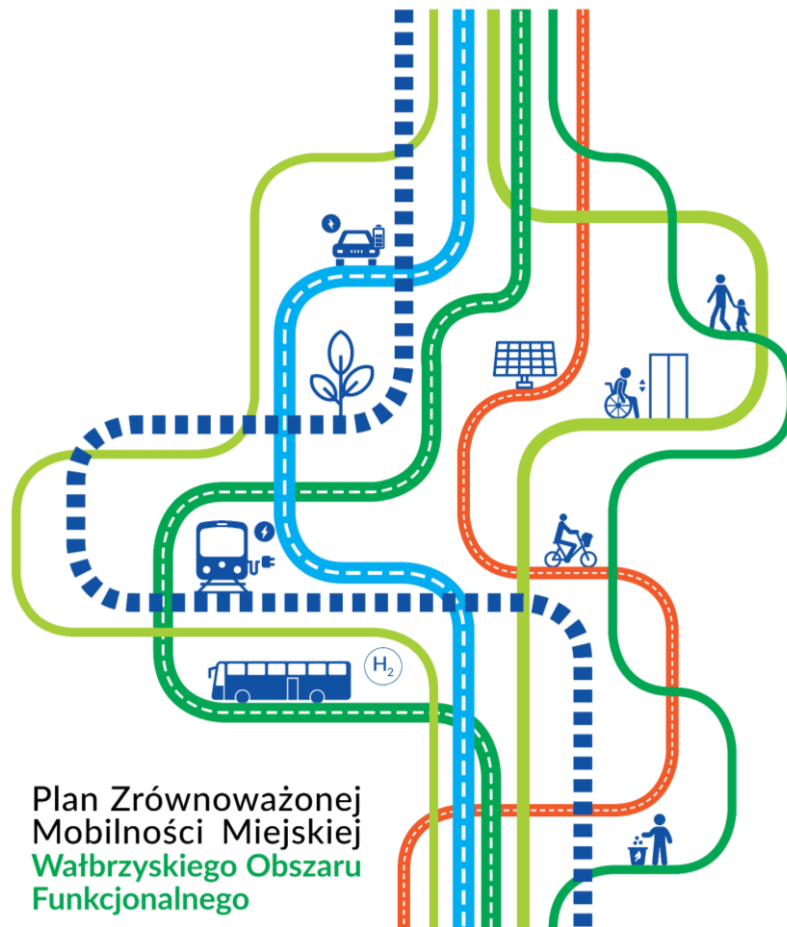 H₂
Plan Zrównoważonej
Mobilności Miejskiej
Wałbrzyskiego Obszaru
Funkcjonalnego